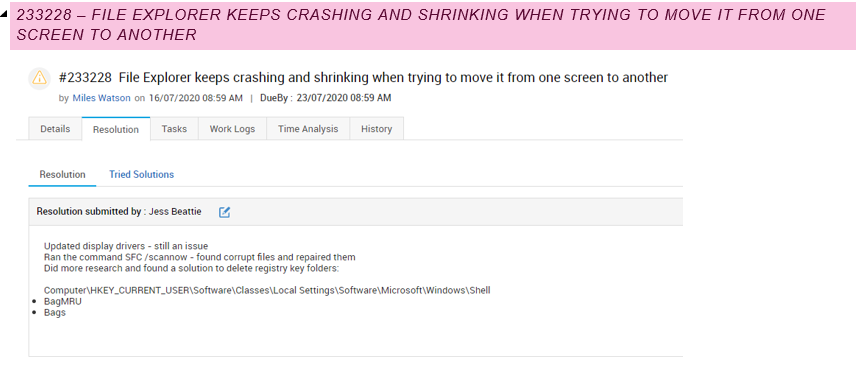 233228 – FILE EXPLORER KEEPS CRASHING AND SHRINKING WHEN TRYING TO MOVE IT FROM ONE
SCREEN TO ANOTHER
#233228 File Explorer keeps crashing and shrinking when trying to move it from one screen to another
by Miles Watson on 16/07/2020 08:59 AM | DueBy : 23/07/2020 08:59 AM
Details Resolution Tasks Work Logs Time Analysis History
Resolution Tried Solutions
Resolution submitted by : Jess Beattie
Updated display drivers - still an issue
Ran the command SFC /scannow - found corrupt files and repaired them
Did more research and found a solution to delete registry key folders:
Computer\HKEY_CURRENT_USER\Software\Classes\Local Settings\Software\Microsoft\Windows\Shell
• BagMRU
• Bags